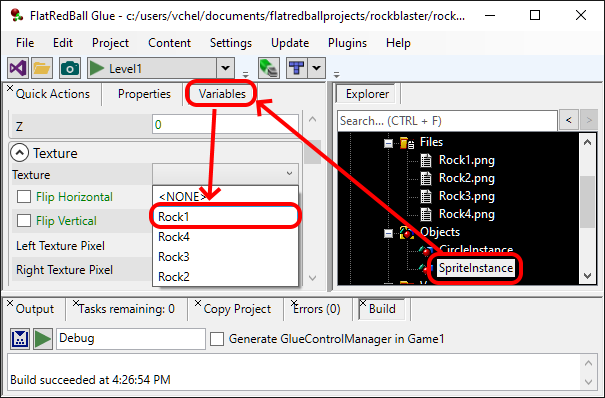 FlatRedBall Glue - c:/users/vchel/documents/flatredballprojects/rockblaster/rock...
File Edit Project Content Settings Update Plugins Help
Level1
Quick Actions Properties Variables
Z 0
Texture
Texture
<NONE>
Flip Horizontal
Rock1
Flip Vertical
Rock4
Left Texture Pixel
Rock3
Right Texture Pixel
Rock2
Explorer
Search... (CTRL + F) < >
Files
Rock1.png
Rock2.png
Rock3.png
Rock4.png
Objects
CircleInstance
SpriteInstance
Output Tasks remaining: 0 Copy Project Errors (0) Build
Debug Generate GlueControlManager in Game1
Build succeeded at 4:26:54 PM